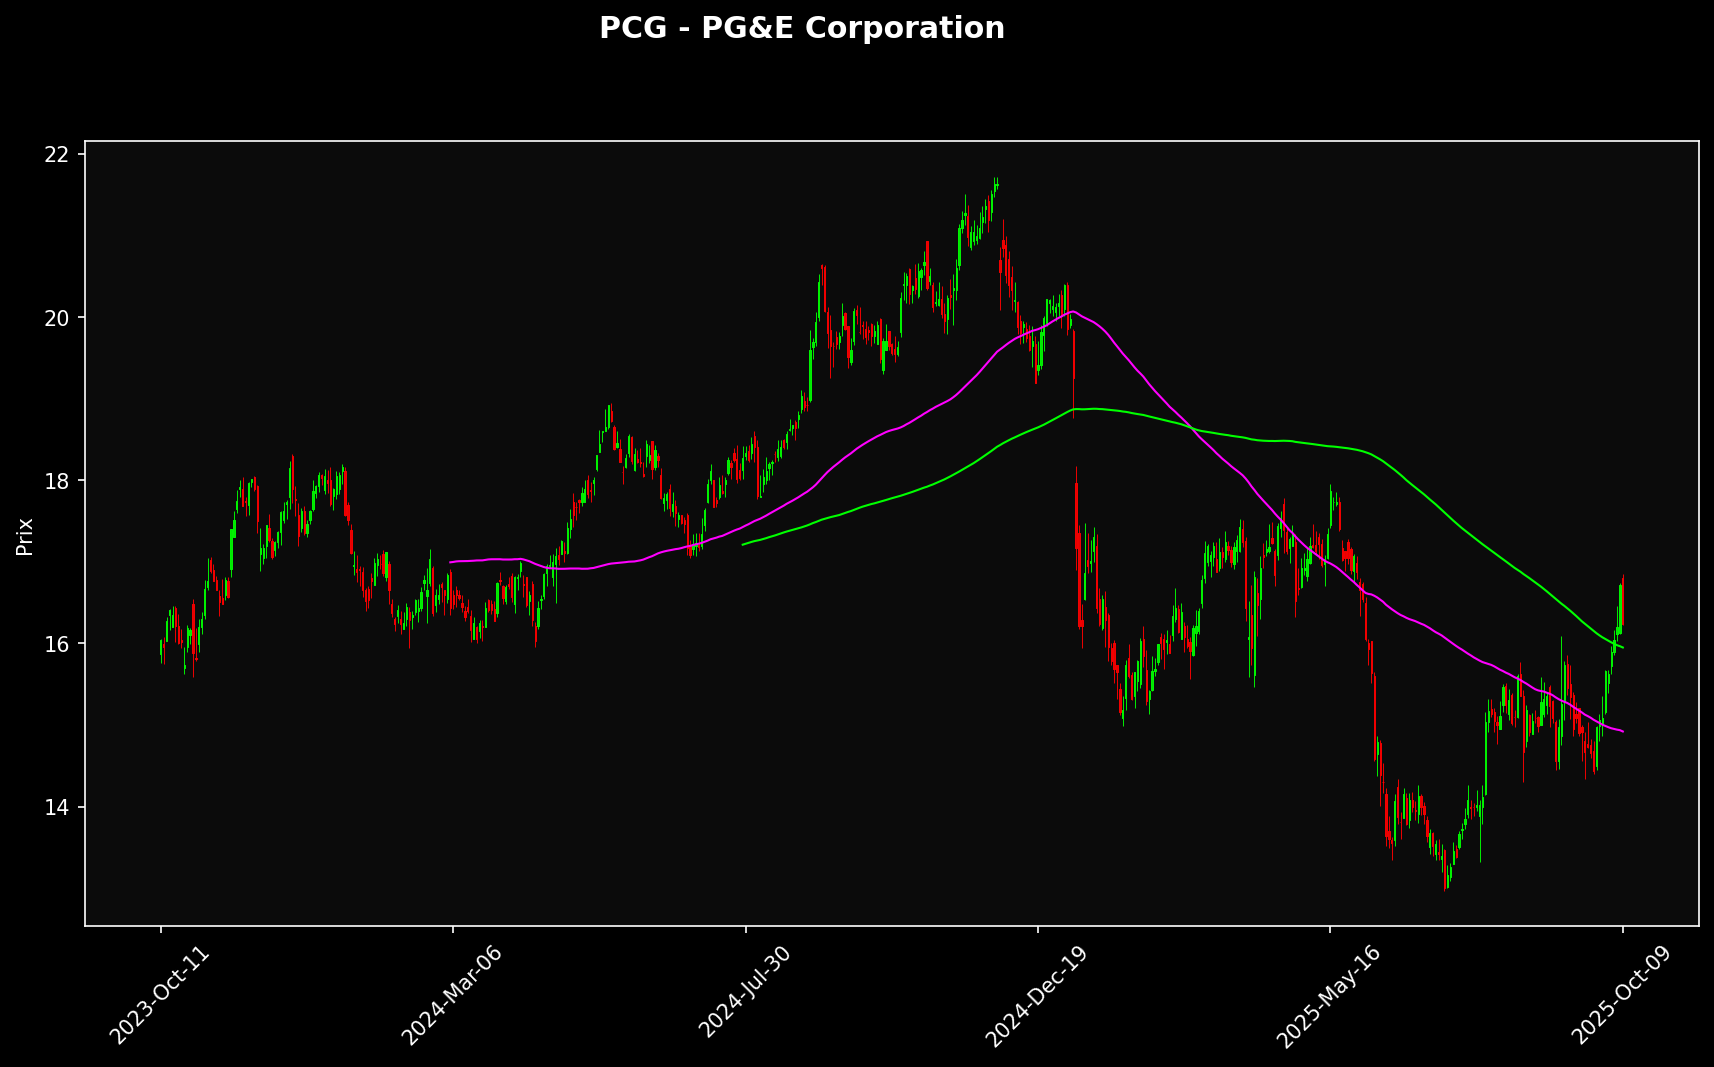 PCG - PG&E Corporation
Prix
22
20
18
16
14
2023-Oct-11
2024-Mar-06
2024-Jul-30
2024-Dec-19
2025-May-16
2025-Oct-09